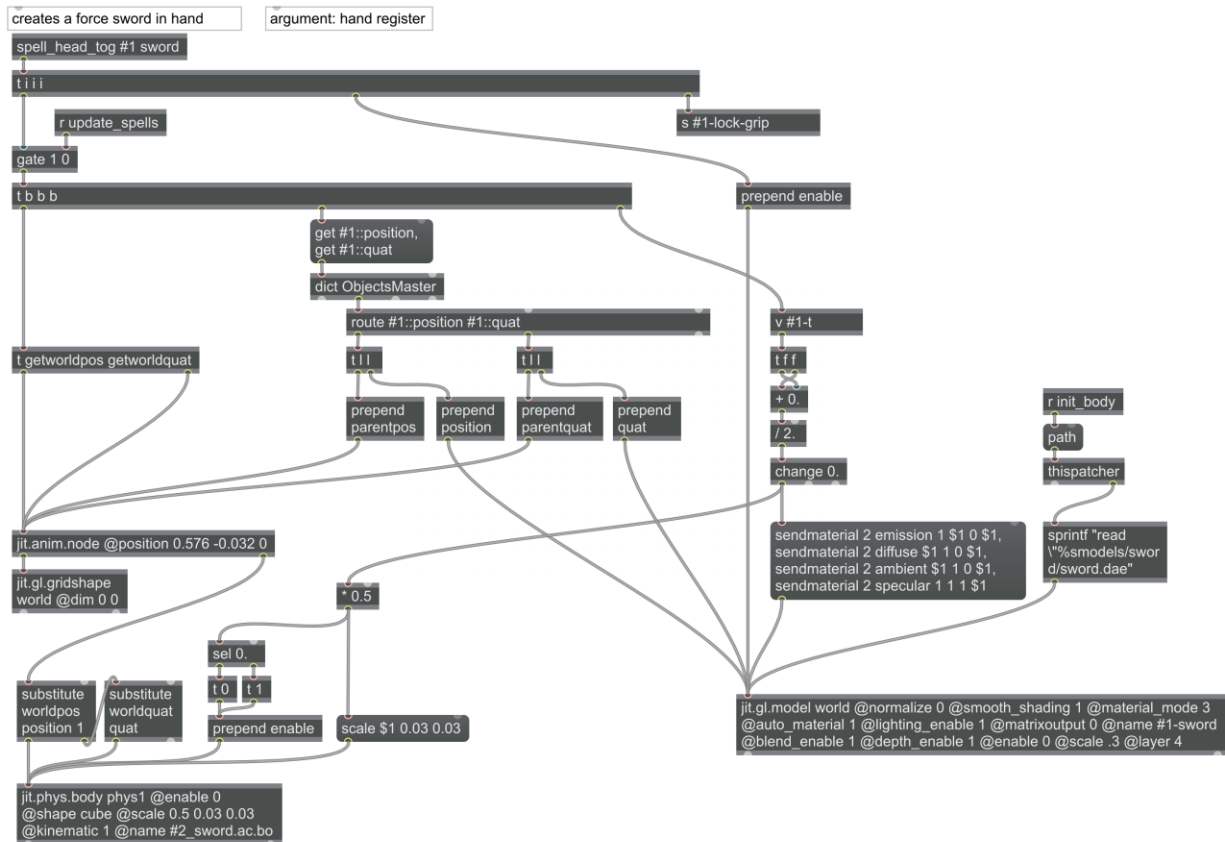 creates a force sword in hand
argument: hand register
spell_head_tog #1 sword
t i i i
r update_spells
s #1-lock-grip
gate 1 0
t b b b
prepend enable
get #1::position,
get #1::quat
dict ObjectsMaster
route #1::position #1::quat
v #1-t
t getworldpos getworldquat
t l l
t l l
t f f
prepend
parentpos
prepend
position
prepend
parentquat
prepend
quat
+ 0.
r init_body
/ 2.
path
change 0.
thispatcher
jit.anim.node @position 0.576 -0.032 0
sendmaterial 2 emission 1 $1 0 $1,
sendmaterial 2 diffuse $1 1 0 $1,
sendmaterial 2 ambient $1 1 0 $1,
sendmaterial 2 specular 1 1 1 $1
sprintf "read
\"%smodels/swor
d/sword.dae"
jit.gl.gridshape
world @dim 0 0
* 0.5
sel 0.
t 0
t 1
substitute
worldpos
position 1
substitute
worldquat
quat
prepend enable
scale $1 0.03 0.03
jit.gl.model world @normalize 0 @smooth_shading 1 @material_mode 3
@auto_material 1 @lighting_enable 1 @matrixoutput 0 @name #1-sword
@blend_enable 1 @depth_enable 1 @enable 0 @scale .3 @layer 4
jit.phys.body phys1 @enable 0
@shape cube @scale 0.5 0.03 0.03
@kinematic 1 @name #2_sword.ac.bo